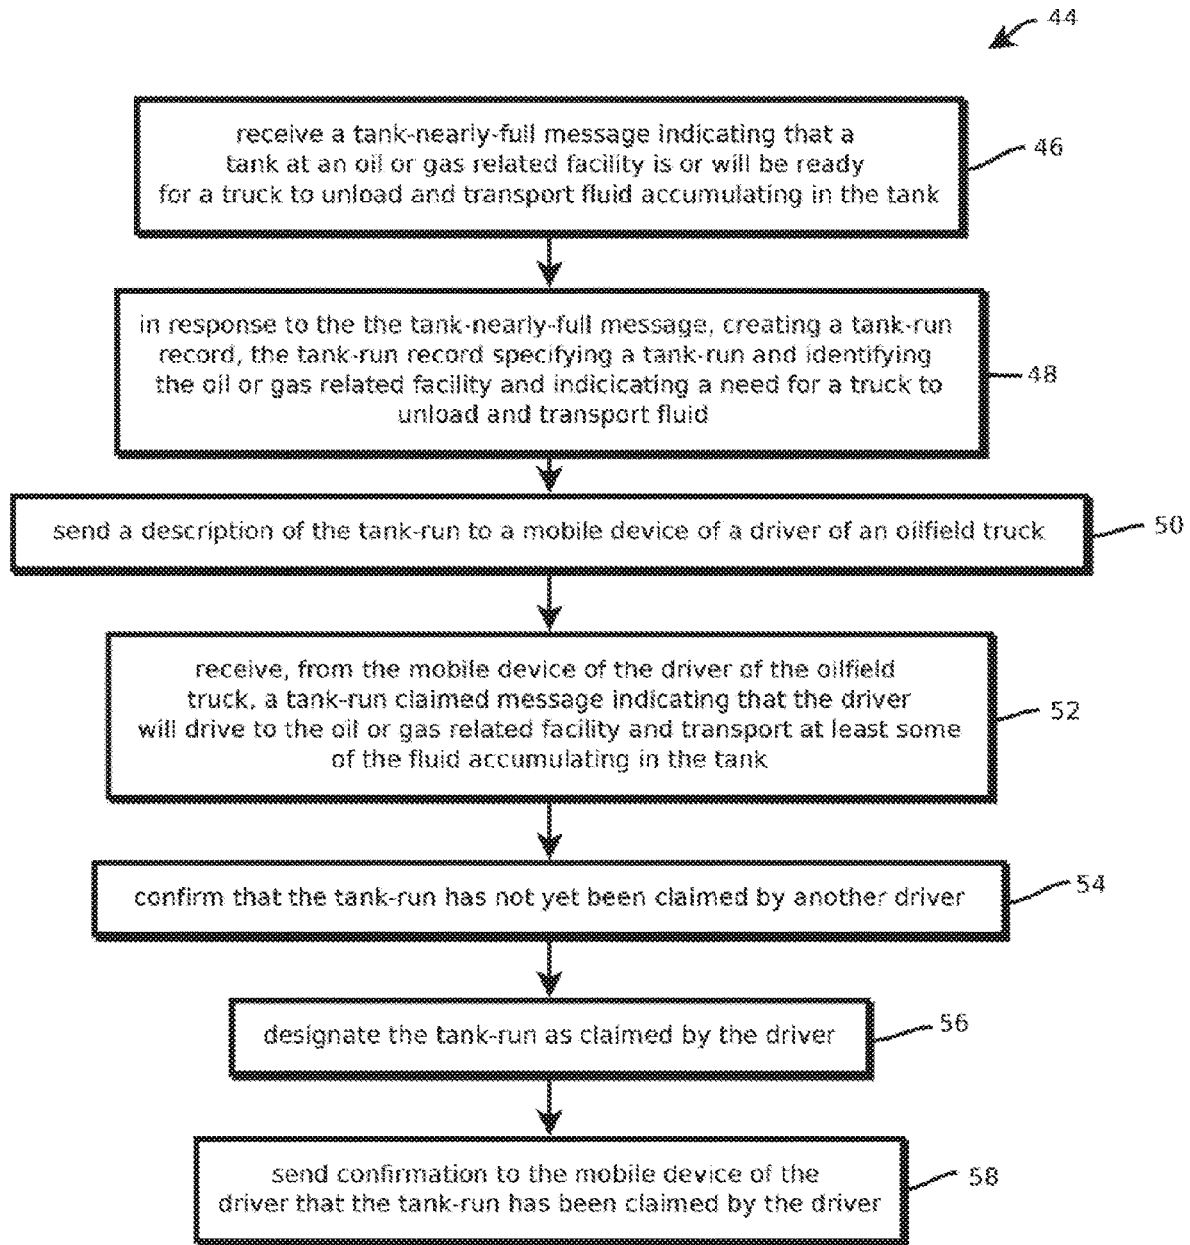 44
receive a tank-nearly-full message indicating that a
tank at an oil or gas related facility is or will be ready
for a truck to unload and transport fluid accumulating in the tank
46
in response to the the tank-nearly-full message, creating a tank-run
record, the tank-run record specifying a tank-run and identifying
the oil or gas related facility and indicicating a need for a truck to
unload and transport fluid
48
send a description of the tank-run to a mobile device of a driver of an oilfield truck
50
receive, from the mobile device of the driver of the oilfield
truck, a tank-run claimed message indicating that the driver
will drive to the oil or gas related facility and transport at least some
of the fluid accumulating in the tank
52
confirm that the tank-run has not yet been claimed by another driver
54
designate the tank-run as claimed by the driver
56
send confirmation to the mobile device of the
driver that the tank-run has been claimed by the driver
58